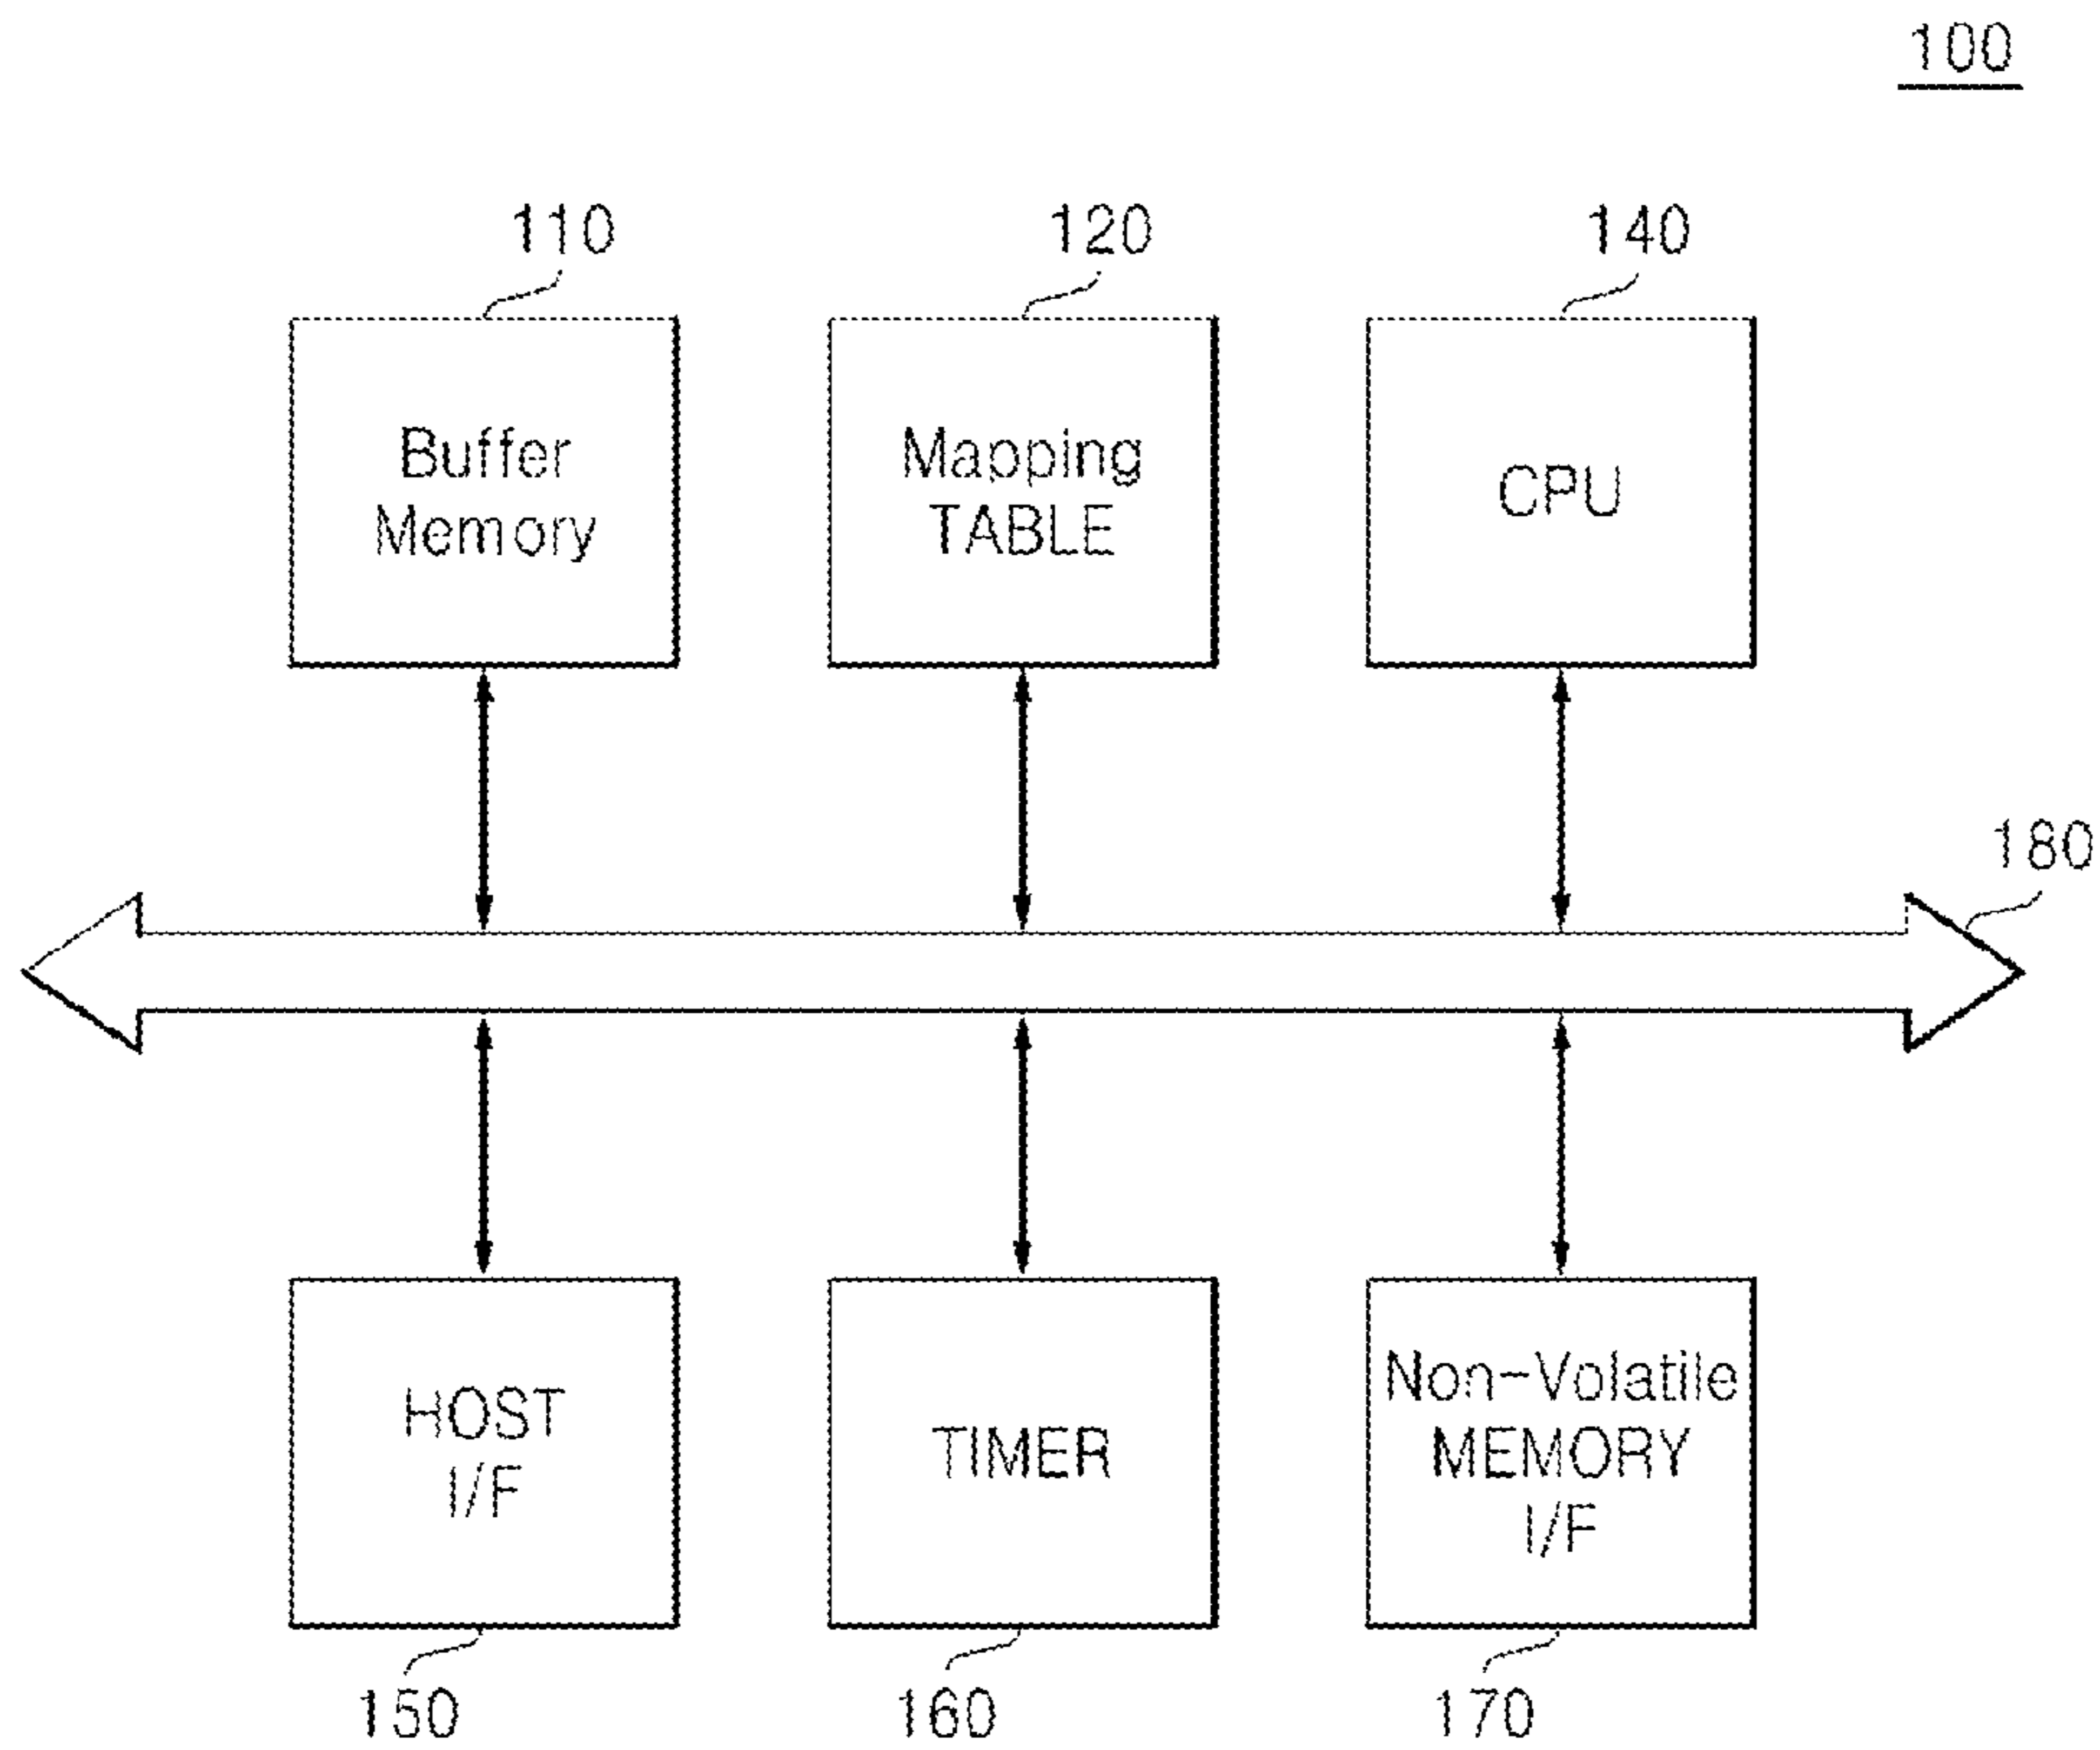 100
110
120
140
Buffer
Memory
Mapping
TABLE
CPU
180
HOST
I/F
TIMER
Non-Volatile
MEMORY
I/F
150
160
170